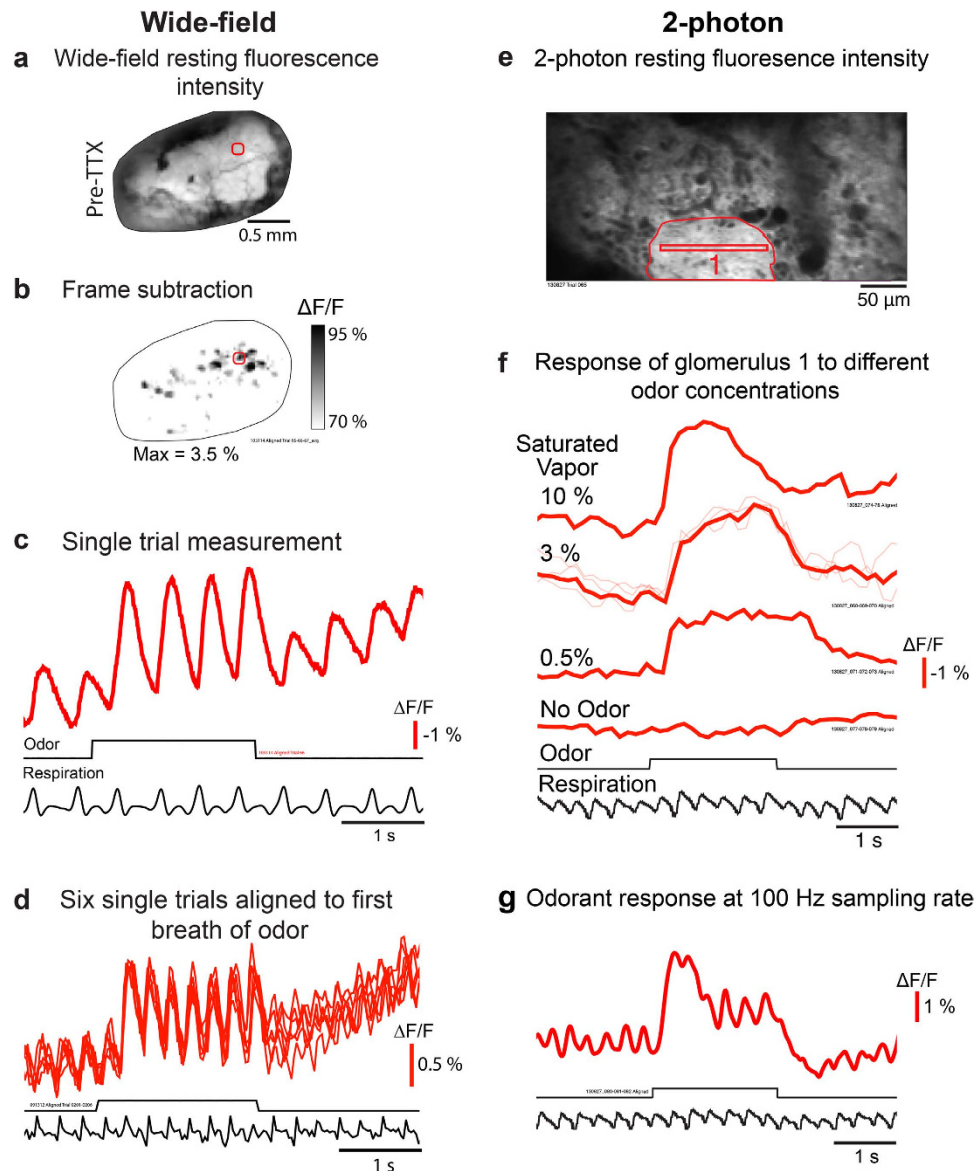 Wide-field
a Wide-field resting fluorescence
intensity
Pre-TTX
0.5 mm
b Frame subtraction
ΔF/F
95 %
70 %
Max = 3.5 %
c Single trial measurement
ΔF/F
-1 %
Odor
Respiration
1 s
d Six single trials aligned to first
breath of odor
ΔF/F
0.5 %
1 s
2-photon
e 2-photon resting fluoresence intensity
1
130827 Trial 065
50 µm
f Response of glomerulus 1 to different
odor concentrations
Saturated
Vapor
10 %
3 %
0.5%
ΔF/F
-1 %
No Odor
Odor
Respiration
1 s
g Odorant response at 100 Hz sampling rate
ΔF/F
1 %
1 s